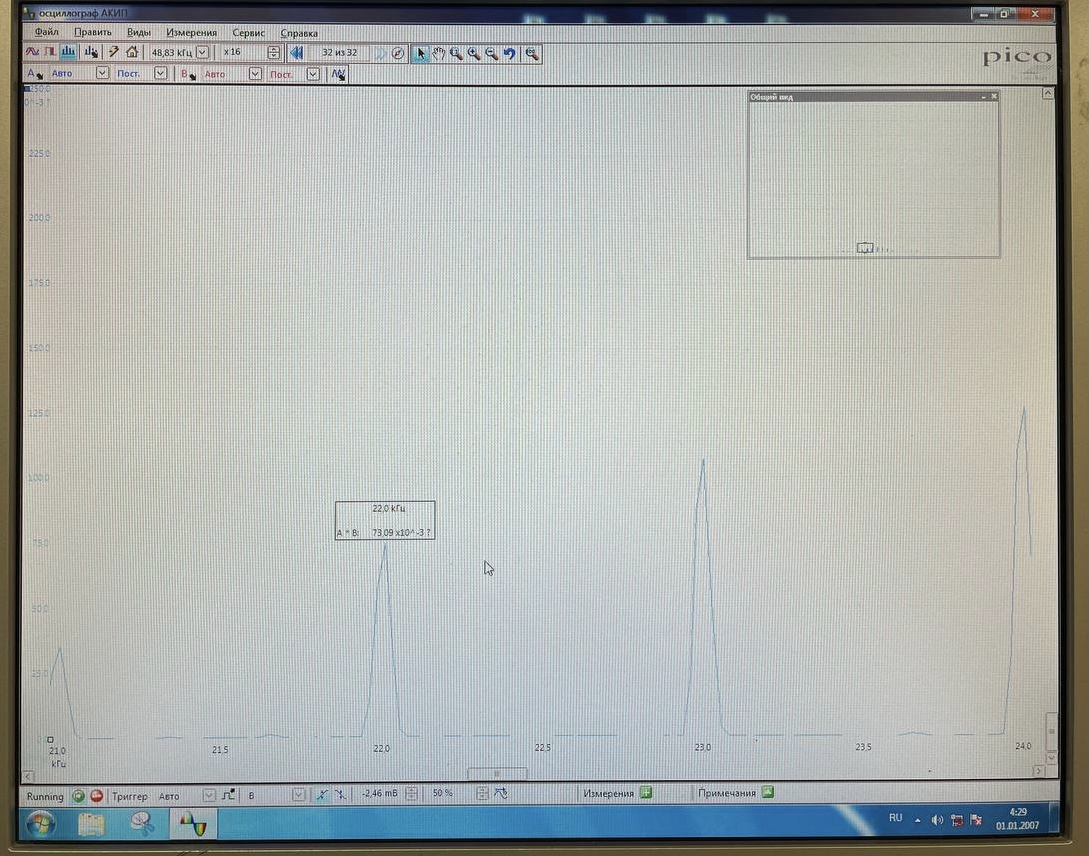 осциллограф АКИП
Файл Править Виды Измерения Сервис Справка
48,83 кГц x 16 32 из 32
pico
A Авто Пост. B Авто Пост.
250,0
Общий вид
225,0
200,0
175,0
150,0
125,0
100,0
22,0 кГц
A * B: 73,09 x10^ -3 ?
75,0
50,0
25,0
21,0 21,5 22,0 22,5 23,0 23,5 24,0
кГц
Running Триггер Авто B -2,46 mB 50 % Измерения Примечания
RU 4:29
01.01.2007